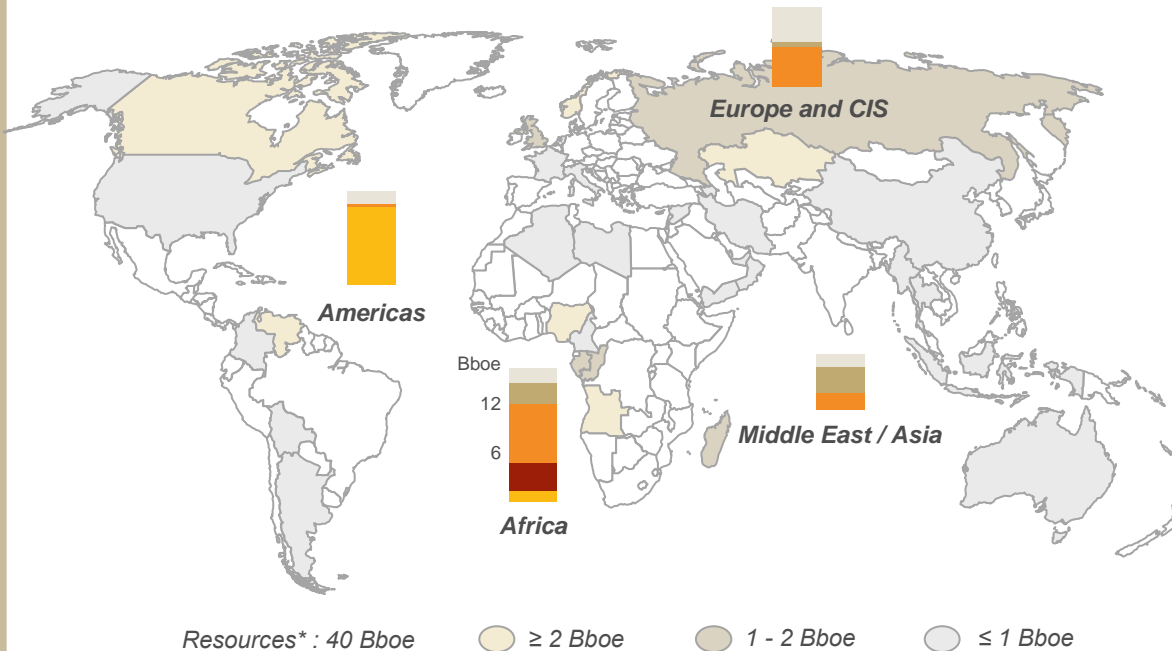 Europe and CIS
Americas
Bboe
12
6
Middle East / Asia
Africa
Resources* : 40 Bboe ≥ 2 Bboe 1 - 2 Bboe ≤ 1 Bboe